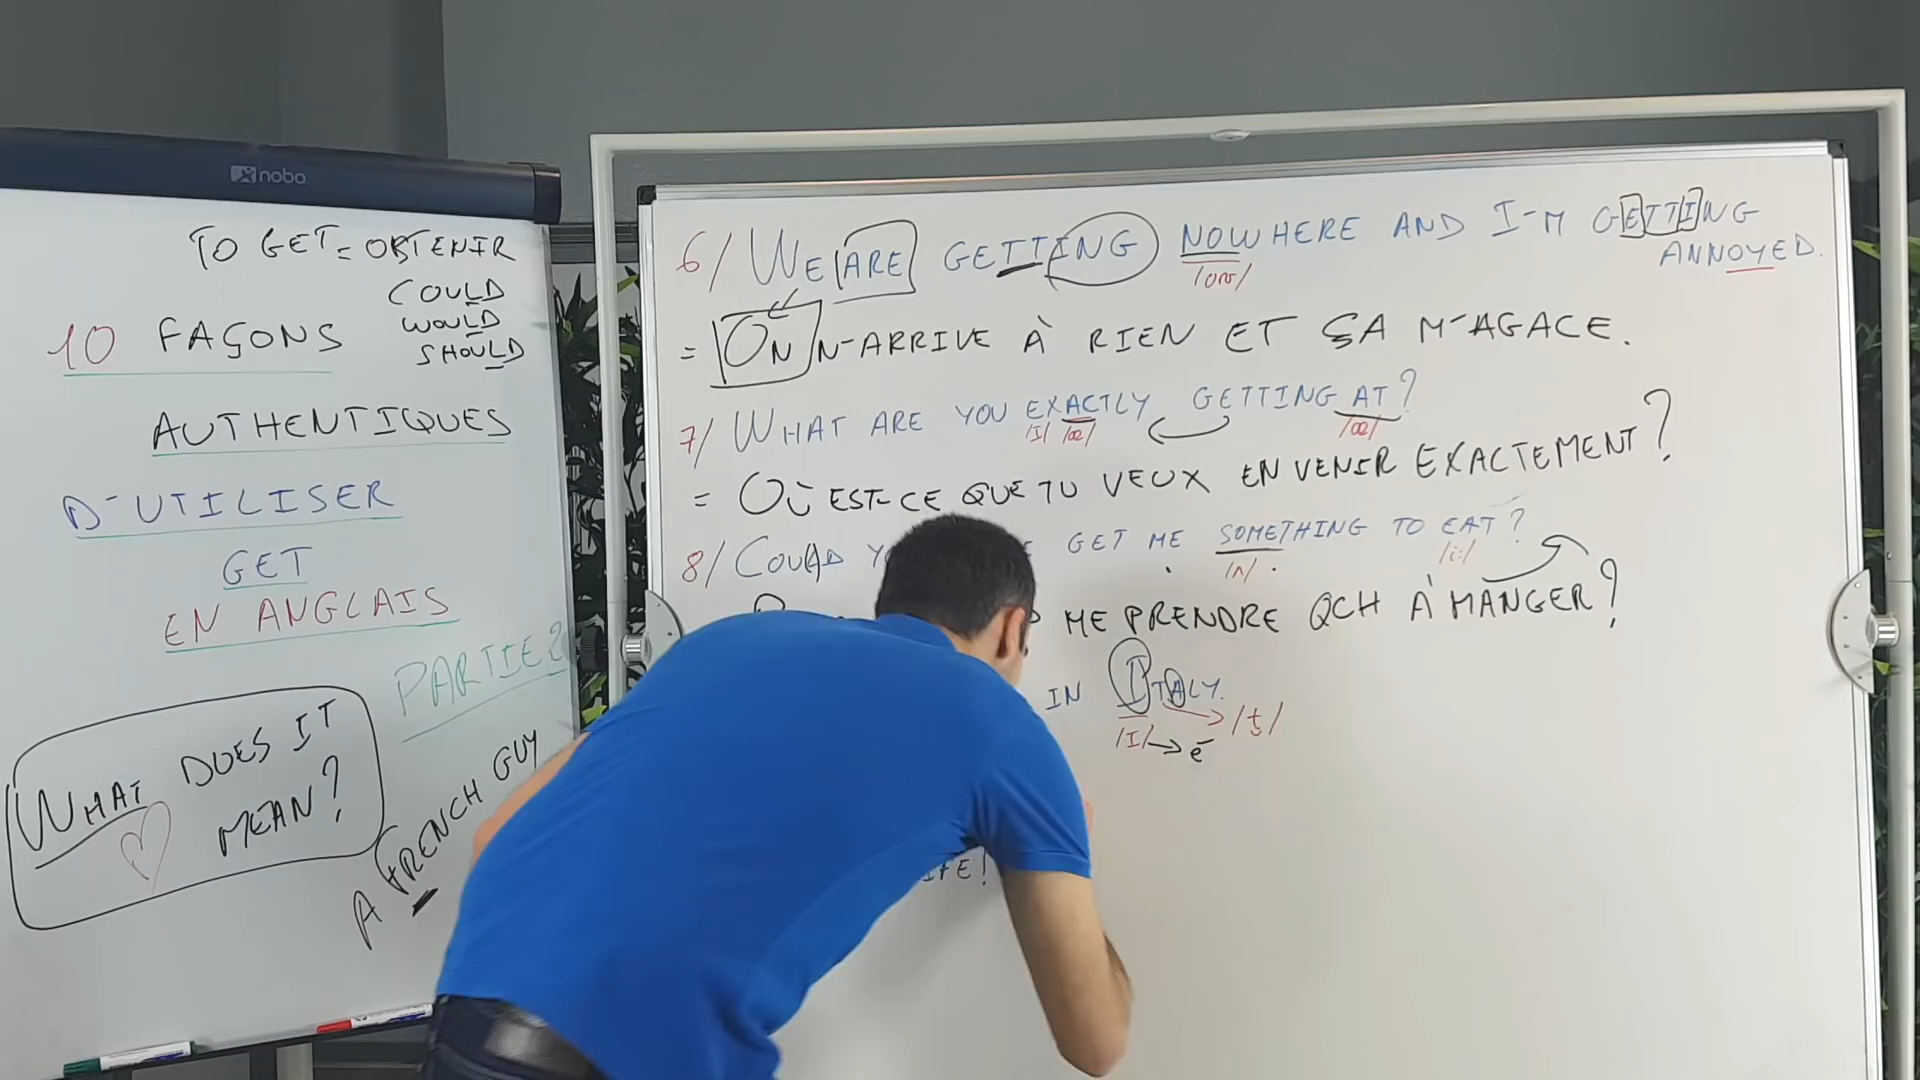 nobo
TO GET = OBTENIR
COULD
WOULD
SHOULD
10 FAÇONS
AUTHENTIQUES
D'UTILISER
GET
EN ANGLAIS
PARTIE 2
WHAT DOES IT
MEAN?
A FRENCH GUY
6/ WE ARE GETTING NOWHERE AND I'M GETTING
ANNOYED.
= ON N'ARRIVE À RIEN ET ÇA M'AGACE.
7/ WHAT ARE YOU EXACTLY GETTING AT?
/I/ /æ/ /æ/
= OÙ EST-CE QUE TU VEUX EN VENIR EXACTEMENT?
8/ COULD GET ME SOMETHING TO EAT?
/ʌ/ /i:/
ME PRENDRE QCH À MANGER?
IN ITALY.
/I/ → é /t̬/